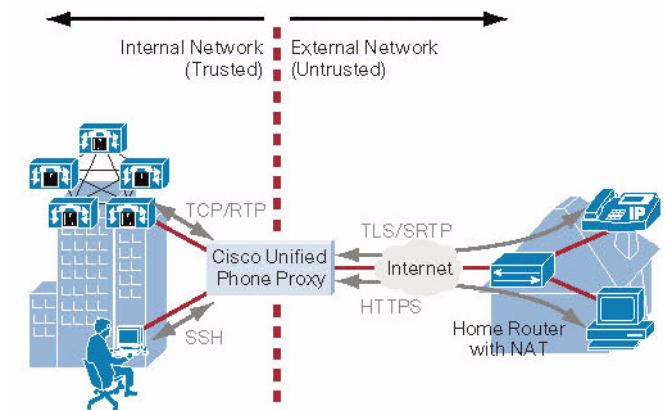 Internal Network
(Trusted)
External Network
(Untrusted)
M
TCP/RTP
TLS/SRTP
IP
Cisco Unified
Phone Proxy
Internet
HTTPS
SSH
Home Router
with NAT